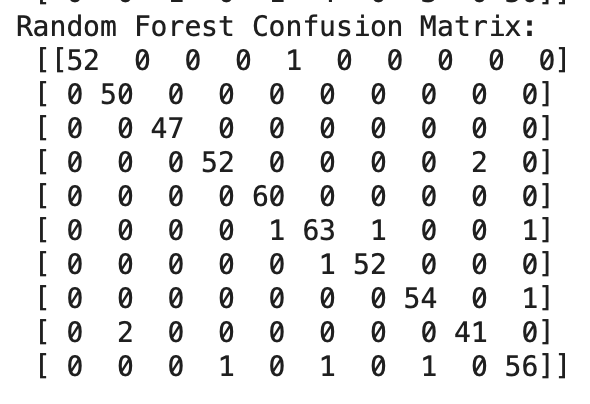 Random Forest Confusion Matrix:
[[52  0  0  0  1  0  0  0  0  0]
[ 0 50  0  0  0  0  0  0  0  0]
[ 0  0 47  0  0  0  0  0  0  0]
[ 0  0  0 52  0  0  0  0  2  0]
[ 0  0  0  0 60  0  0  0  0  0]
[ 0  0  0  0  1 63  1  0  0  1]
[ 0  0  0  0  0  1 52  0  0  0]
[ 0  0  0  0  0  0  0 54  0  1]
[ 0  2  0  0  0  0  0  0 41  0]
[ 0  0  0  1  0  1  0  1  0 56]]